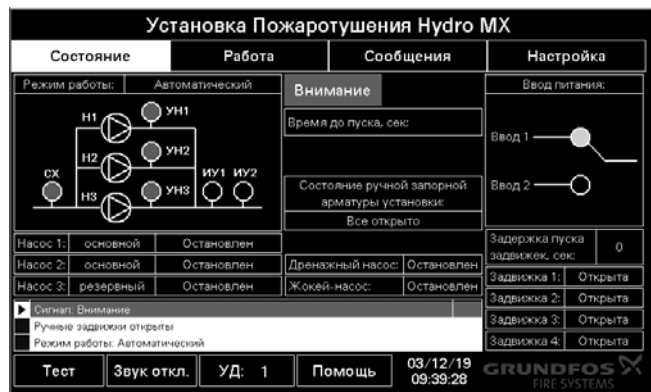 Установка Пожаротушения Hydro MX
Состояние Работа Сообщения Настройка
Режим работы: Автоматический
Внимание
Ввод питания:
Н1 УН1
Н2 УН2
СХ ИУ1 ИУ2
Н3 УН3
Время до пуска, сек:
Состояние ручной запорной
арматуры установки:
Все открыто
Ввод 1
Ввод 2
Насос 1: основной Остановлен
Насос 2: основной Остановлен
Насос 3: резервный Остановлен
Дренажный насос: Остановлен
Жокей-насос: Остановлен
Задержка пуска
задвижек, сек: 0
Задвижка 1: Открыта
Задвижка 2: Открыта
Задвижка 3: Открыта
Задвижка 4: Открыта
Сигнал: Внимание
Ручные задвижки открыты
Режим работы: Автоматический
Тест Звук откл. УД: 1 Помощь 03/12/19
09:39:28
GRUNDFOS
FIRE SYSTEMS